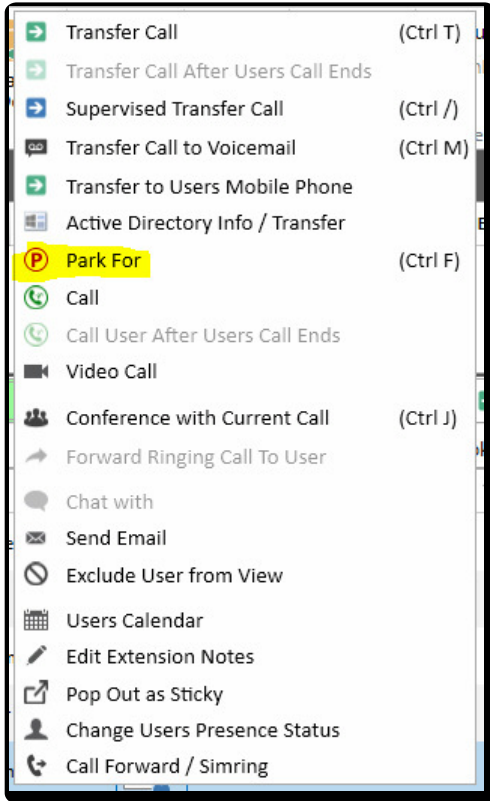 Transfer Call (Ctrl T)
Transfer Call After Users Call Ends
Supervised Transfer Call (Ctrl /)
Transfer Call to Voicemail (Ctrl M)
Transfer to Users Mobile Phone
Active Directory Info / Transfer
P Park For (Ctrl F)
Call
Call User After Users Call Ends
Video Call
Conference with Current Call (Ctrl J)
Forward Ringing Call To User
Chat with
Send Email
Exclude User from View
Users Calendar
Edit Extension Notes
Pop Out as Sticky
Change Users Presence Status
Call Forward / Simring